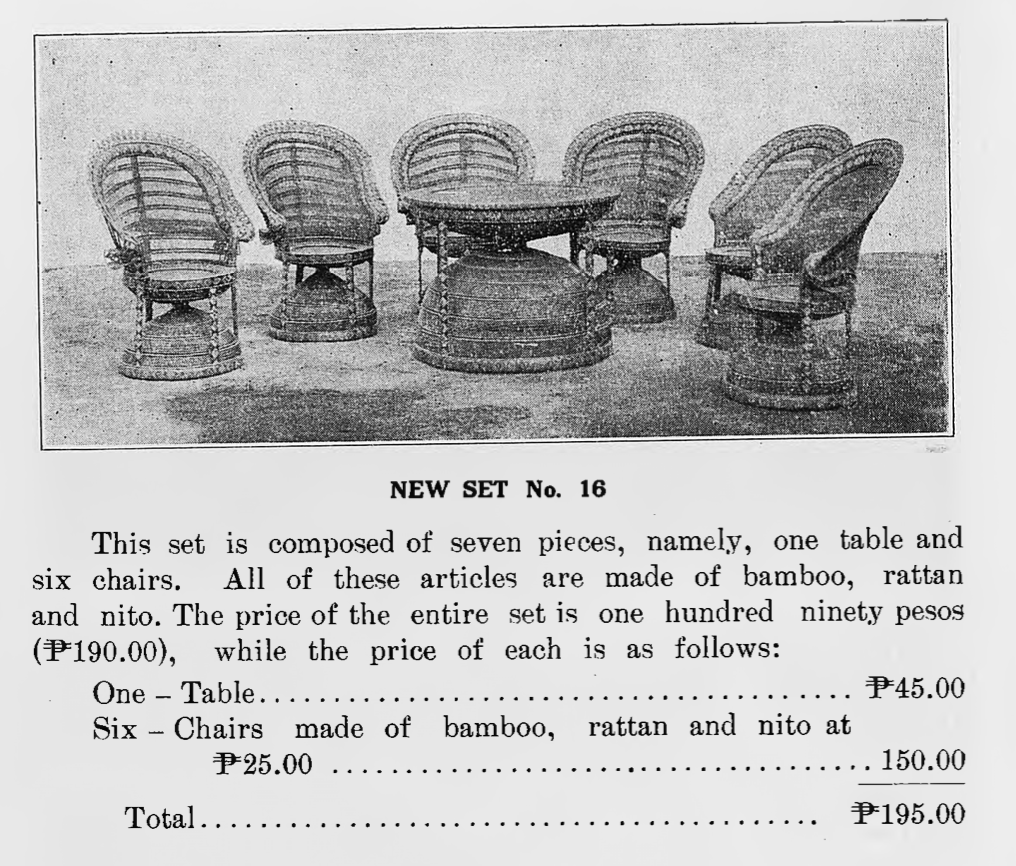 NEW SET No. 16
This set is composed of seven pieces, namely, one table and
six chairs. All of these articles are made of bamboo, rattan
and nito. The price of the entire set is one hundred ninety pesos
(₱190.00), while the price of each is as follows:
One – Table........................................ ₱45.00
Six – Chairs made of bamboo, rattan and nito at
₱25.00 ..................................... 150.00
Total.......................................... ₱195.00